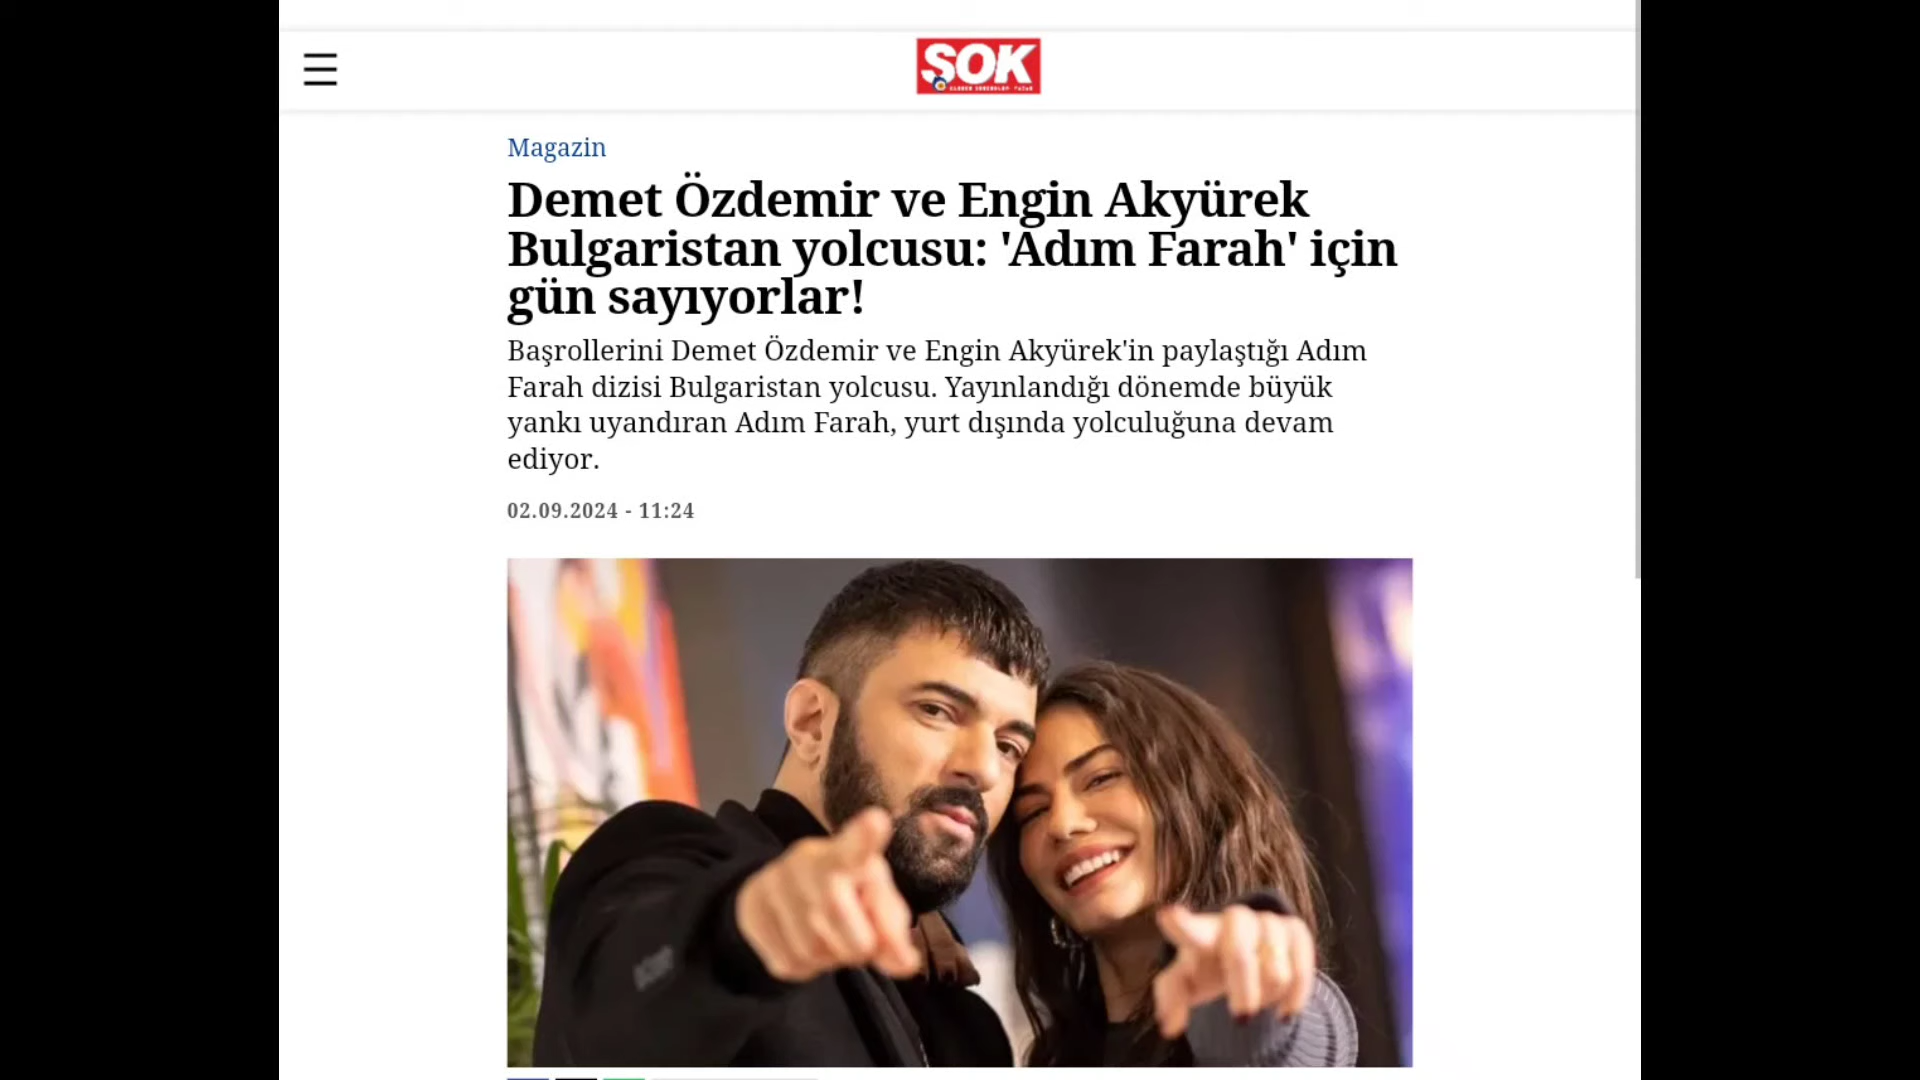 SOK
Magazin
Demet Özdemir ve Engin Akyürek
Bulgaristan yolcusu: 'Adım Farah' için
gün sayıyorlar!
Başrollerini Demet Özdemir ve Engin Akyürek'in paylaştığı Adım
Farah dizisi Bulgaristan yolcusu. Yayınlandığı dönemde büyük
yankı uyandıran Adım Farah, yurt dışında yolculuğuna devam
ediyor.
02.09.2024 - 11:24